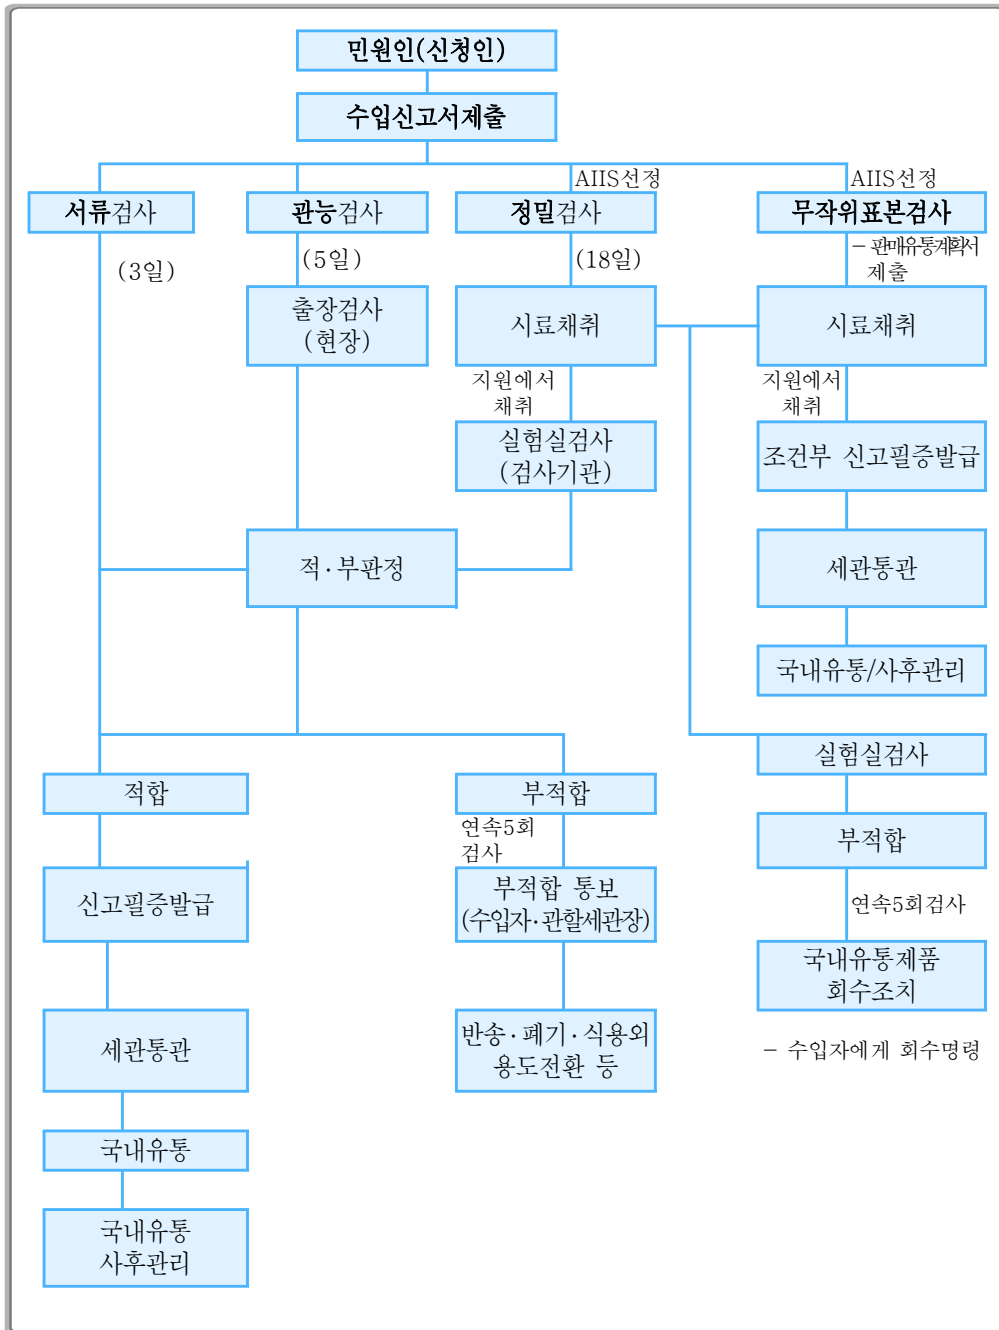 민원인(신청인)
수입신고서제출
AIIS선정
AIIS선정
서류검사
관능검사
정밀검사
무작위표본검사
(3일)
(5일)
(18일)
- 판매유통계획서
제출
출장검사
(현장)
시료채취
시료채취
지원에서
채취
지원에서
채취
실험실검사
(검사기관)
조건부 신고필증발급
적·부판정
세관통관
국내유통/사후관리
실험실검사
적합
부적합
부적합
연속5회
검사
신고필증발급
부적합 통보
(수입자·관할세관장)
연속5회검사
국내유통제품
회수조치
세관통관
반송·폐기·식용외
용도전환 등
- 수입자에게 회수명령
국내유통
국내유통
사후관리